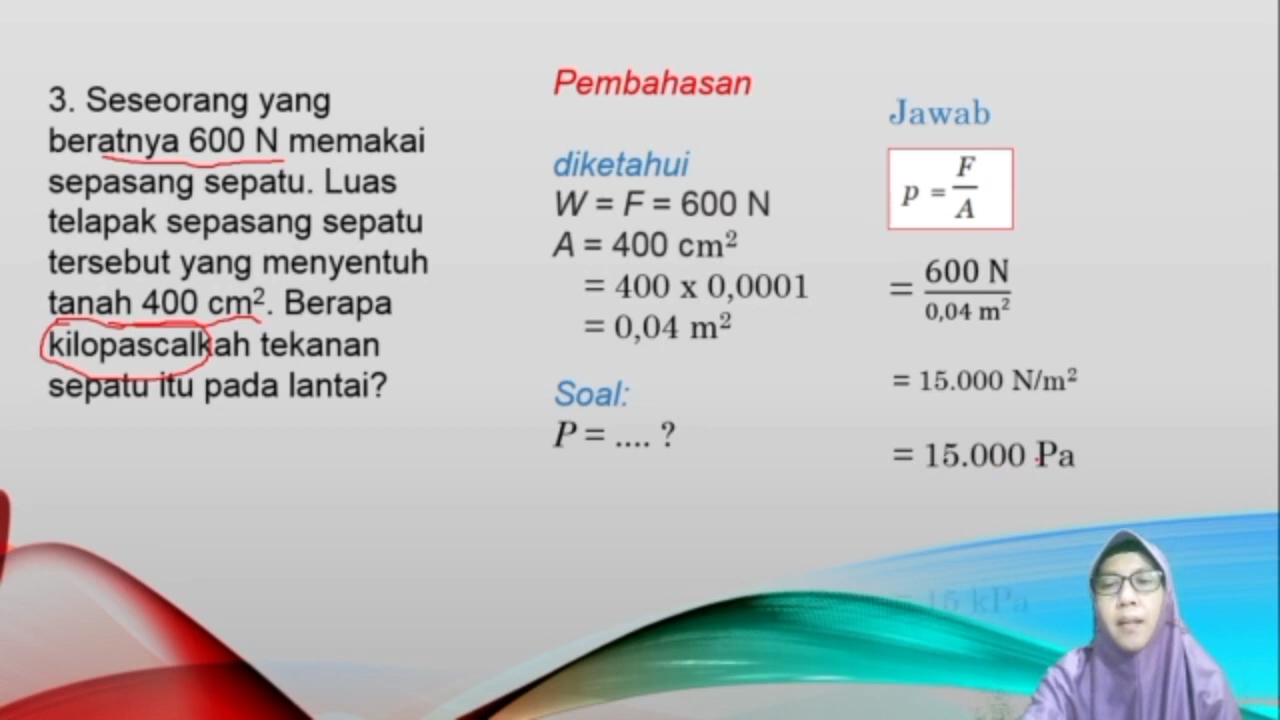 3. Seseorang yang
beratnya 600 N memakai
sepasang sepatu. Luas
telapak sepasang sepatu
tersebut yang menyentuh
tanah 400 cm².  Berapa
kilopascalkah tekanan
sepatu itu pada lantai?
Pembahasan
diketahui
W = F = 600 N
A = 400 cm²
= 400 x 0,0001
= 0,04 m²
Soal:
P = .... ?
Jawab
p = F/A
= 600 N / 0,04 m²
= 15.000 N/m²
= 15.000 Pa
= 15 kPa